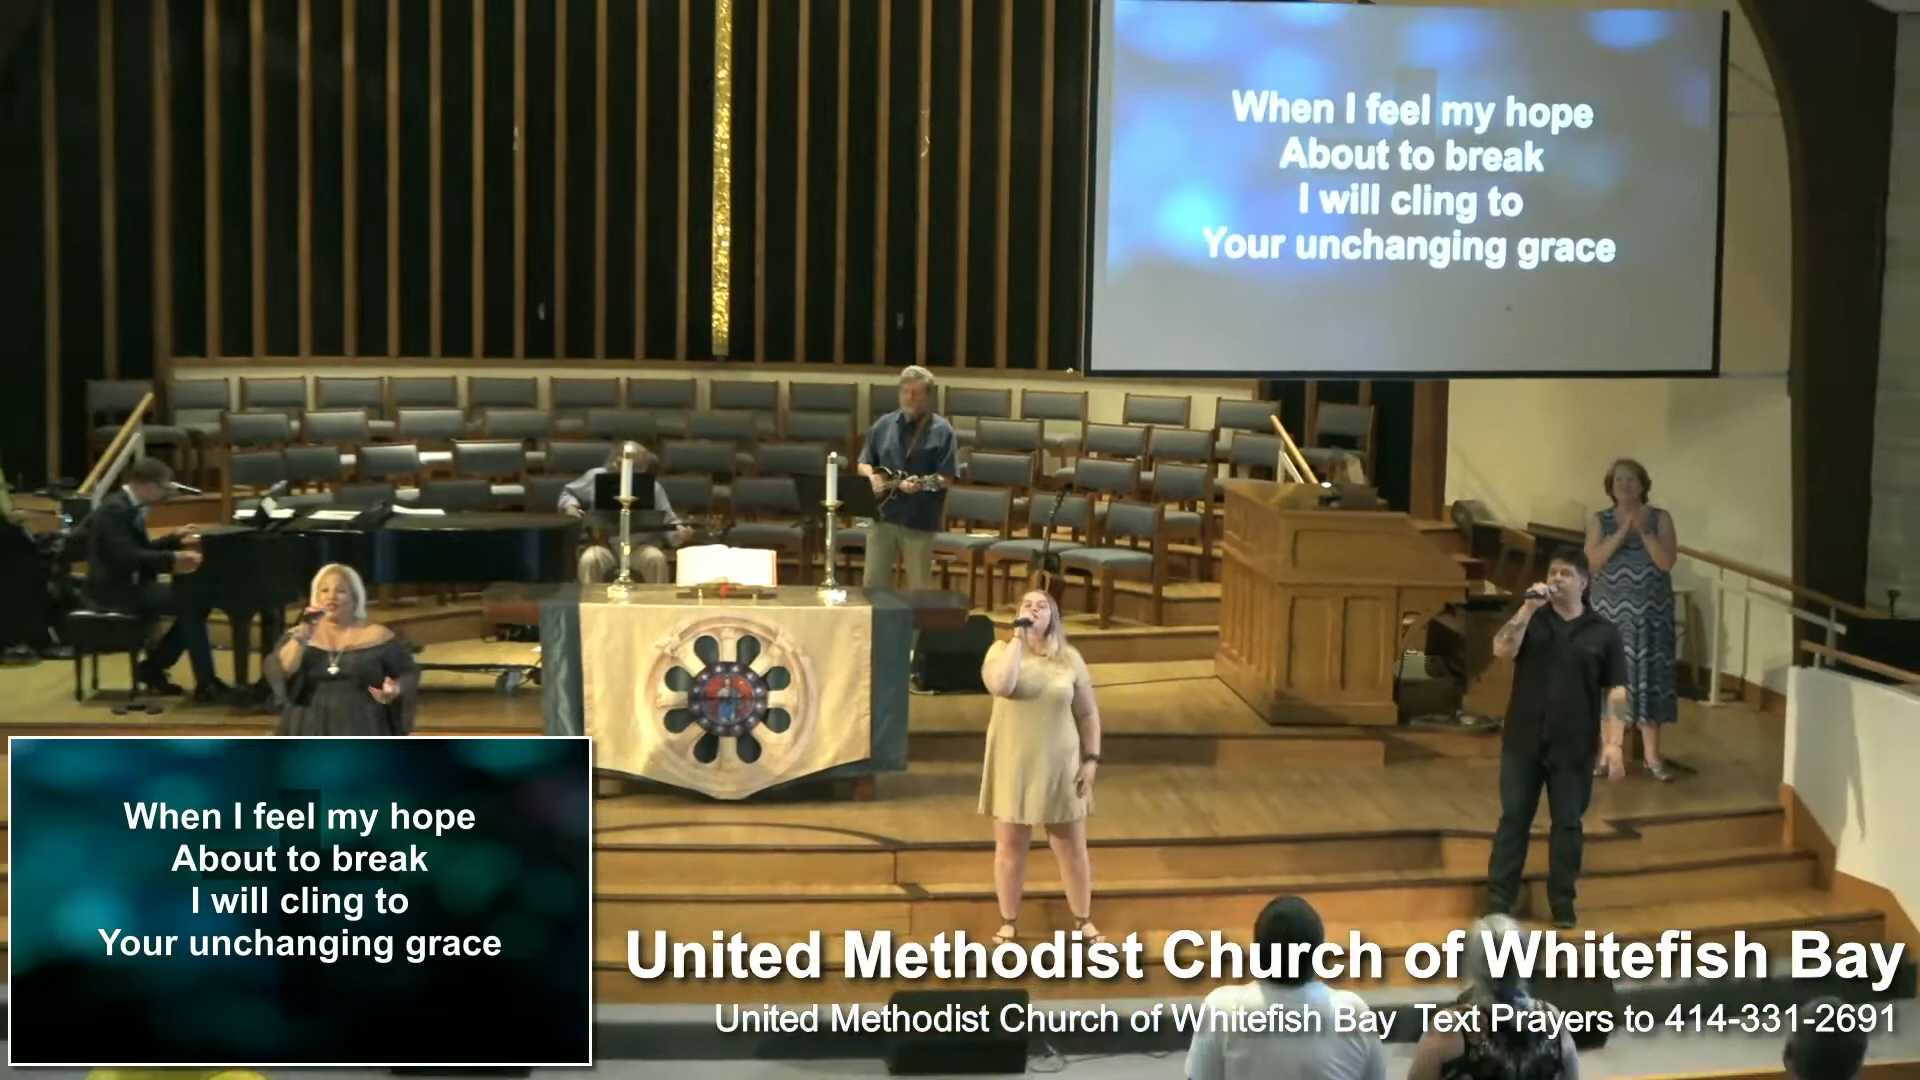 When I feel my hope
About to break
I will cling to
Your unchanging grace
When I feel my hope
About to break
I will cling to
Your unchanging grace
United Methodist Church of Whitefish Bay
United Methodist Church of Whitefish Bay Text Prayers to 414-331-2691